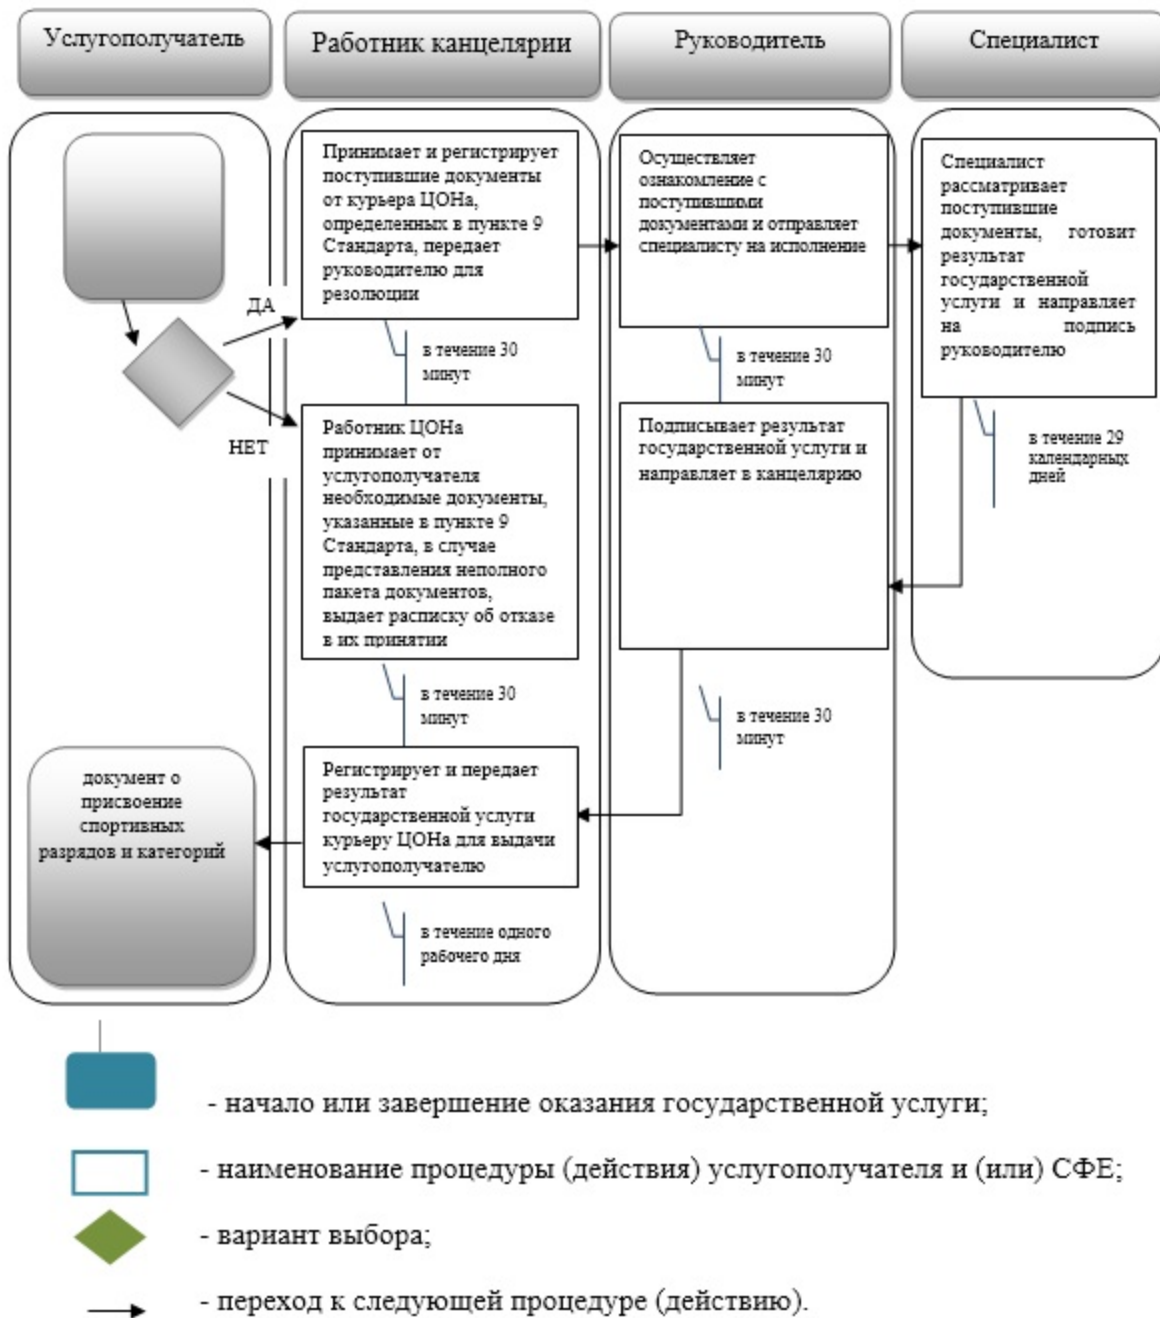 Услугополучатель
Работник канцелярии
Руководитель
Специалист
Принимает и регистрирует
поступившие документы
от курьера ЦОНа,
определенных в пункте 9
Стандарта, передает
руководителю для
резолюции
Осуществляет
ознакомление с
поступившими
документами и отправляет
специалисту на исполнение
Специалист
рассматривает
поступившие
документы, готовит
результат
государственной
услуги и направляет
на подпись
руководителю
ДА
в течение 30
минут
в течение 30
минут
НЕТ
Работник ЦОНа
принимает от
услугополучателя
необходимые документы,
указанные в пункте 9
Стандарта, в случае
представления неполного
пакета документов,
выдает расписку об отказе
в их принятии
Подписывает результат
государственной услуги и
направляет в канцелярию
в течение 29
календарных
дней
в течение 30
минут
в течение 30
минут
документ о
присвоение
спортивных
разрядов и категорий
Регистрирует и передает
результат
государственной услуги
курьеру ЦОНа для выдачи
услугополучателю
в течение одного
рабочего дня
- начало или завершение оказания государственной услуги;
- наименование процедуры (действия) услугополучателя и (или) СФЕ;
- вариант выбора;
- переход к следующей процедуре (действию).